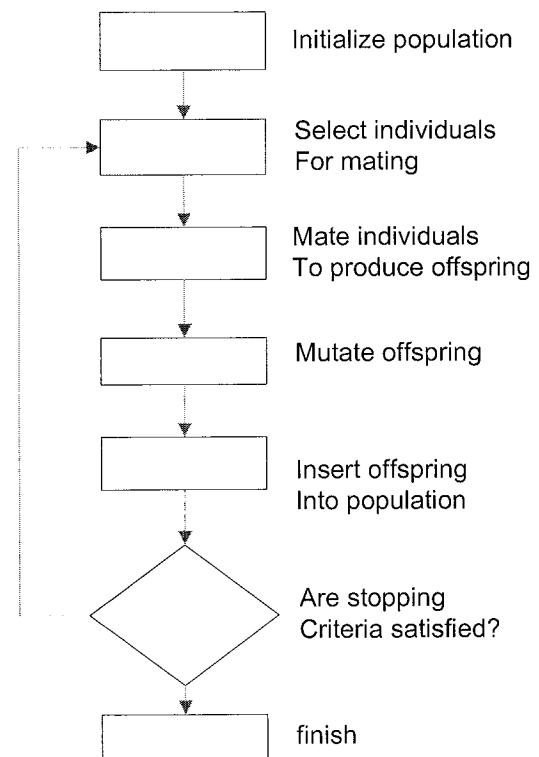 Initialize population
Select individuals
For mating
Mate individuals
To produce offspring
Mutate offspring
Insert offspring
Into population
Are stopping
Criteria satisfied?
finish